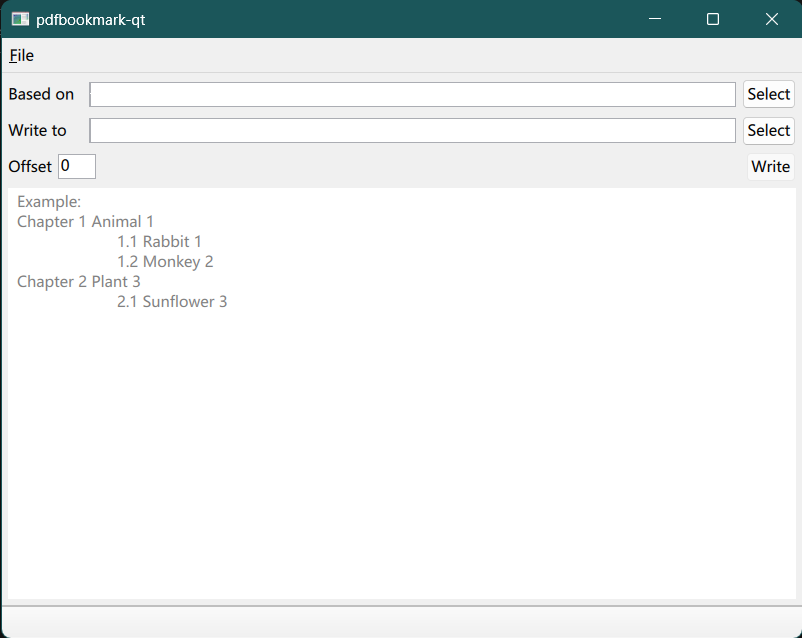 pdfbookmark-qt
File
Based on Select
Write to Select
Offset 0 Write
Example:
Chapter 1 Animal 1
1.1 Rabbit 1
1.2 Monkey 2
Chapter 2 Plant 3
2.1 Sunflower 3